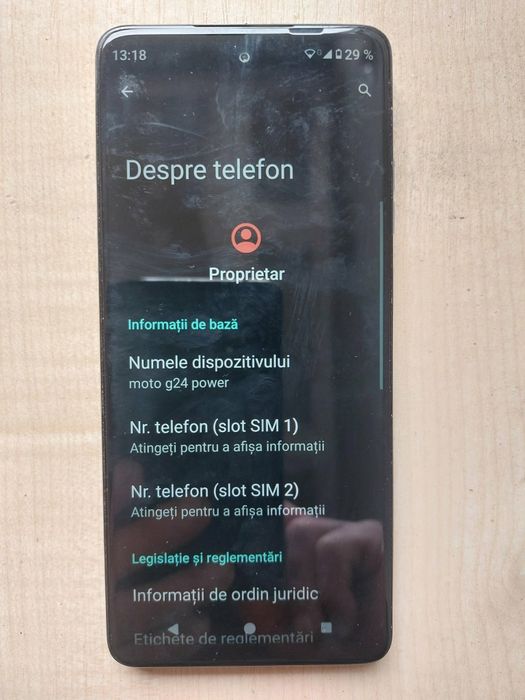 13:18
G 29 %
Despre telefon
Proprietar
Informații de bază
Numele dispozitivului
moto g24 power
Nr. telefon (slot SIM 1)
Atingeți pentru a afișa informații
Nr. telefon (slot SIM 2)
Atingeți pentru a afișa informații
Legislație și reglementări
Informații de ordin juridic
Etichete de reglementări